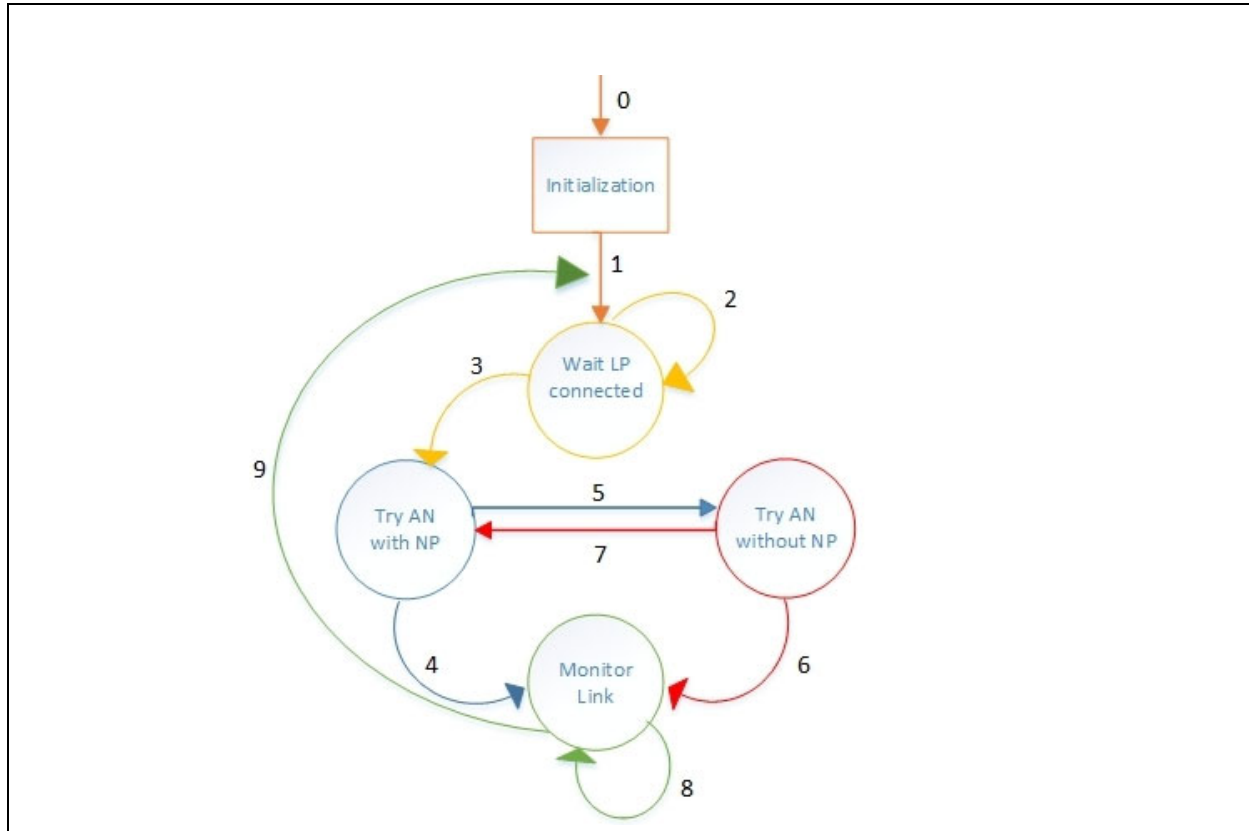 0
Initialization
1
2
Wait LP
connected
3
9
5
Try AN
with NP
Try AN
without NP
7
4
Monitor
Link
6
8